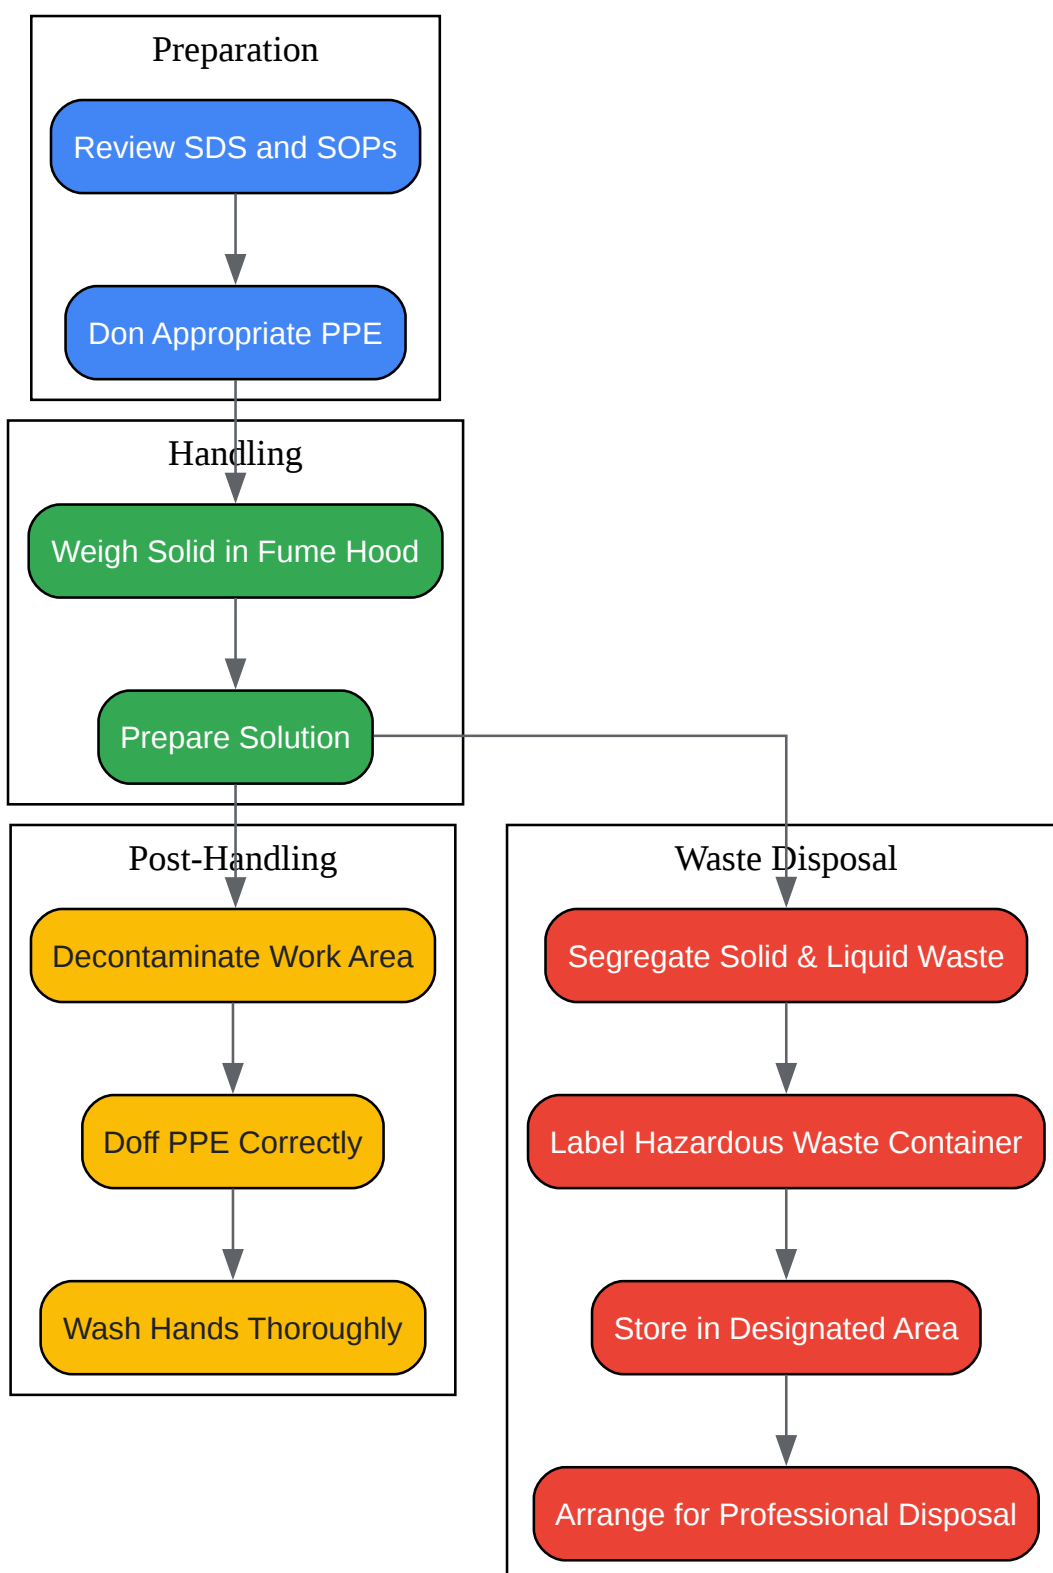 Preparation
Review SDS and SOPs
Don Appropriate PPE
Handling
Weigh Solid in Fume Hood
Prepare Solution
Post-Handling
Decontaminate Work Area
Doff PPE Correctly
Wash Hands Thoroughly
Waste Disposal
Segregate Solid & Liquid Waste
Label Hazardous Waste Container
Store in Designated Area
Arrange for Professional Disposal